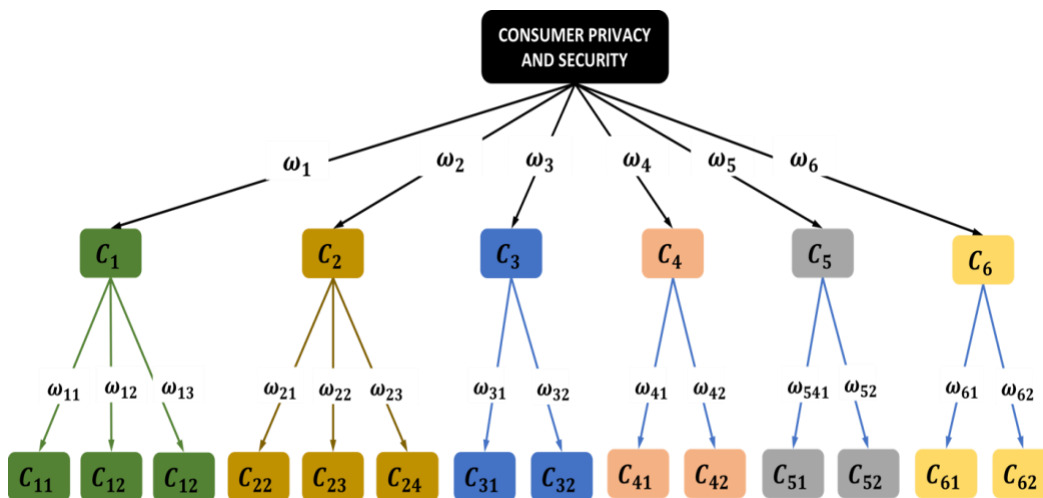 CONSUMER PRIVACY
AND SECURITY
ω₁ ω₂ ω₃ ω₄ ω₅ ω₆
C₁ C₂ C₃ C₄ C₅ C₆
ω₁₁ ω₁₂ ω₁₃ ω₂₁ ω₂₂ ω₂₃ ω₃₁ ω₃₂ ω₄₁ ω₄₂ ω₅₄₁ ω₅₂ ω₆₁ ω₆₂
C₁₁ C₁₂ C₁₂ C₂₂ C₂₃ C₂₄ C₃₁ C₃₂ C₄₁ C₄₂ C₅₁ C₅₂ C₆₁ C₆₂